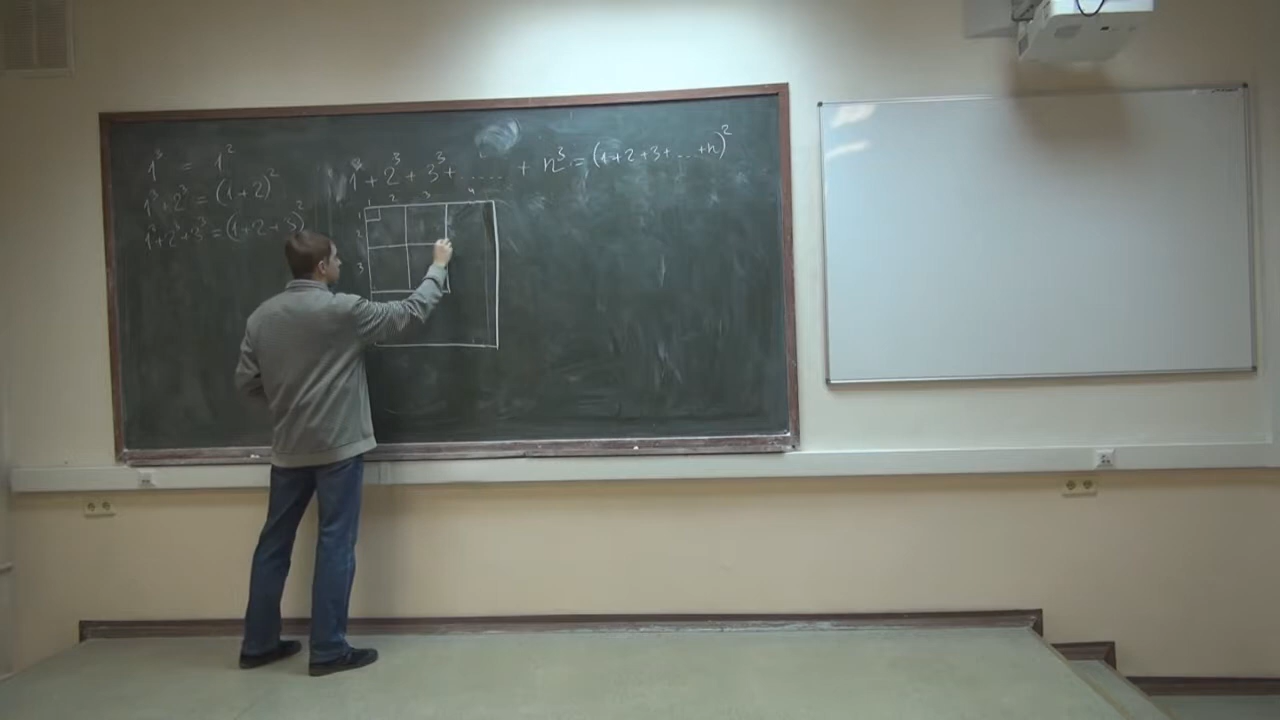 1³ = 1²
1³+2³ = (1+2)²
1³+2³+3³ = (1+2+3)²
1³+2³+3³+ ...... + n³ = (1+2+3+....+n)²
1 2 3 4
1
2
3